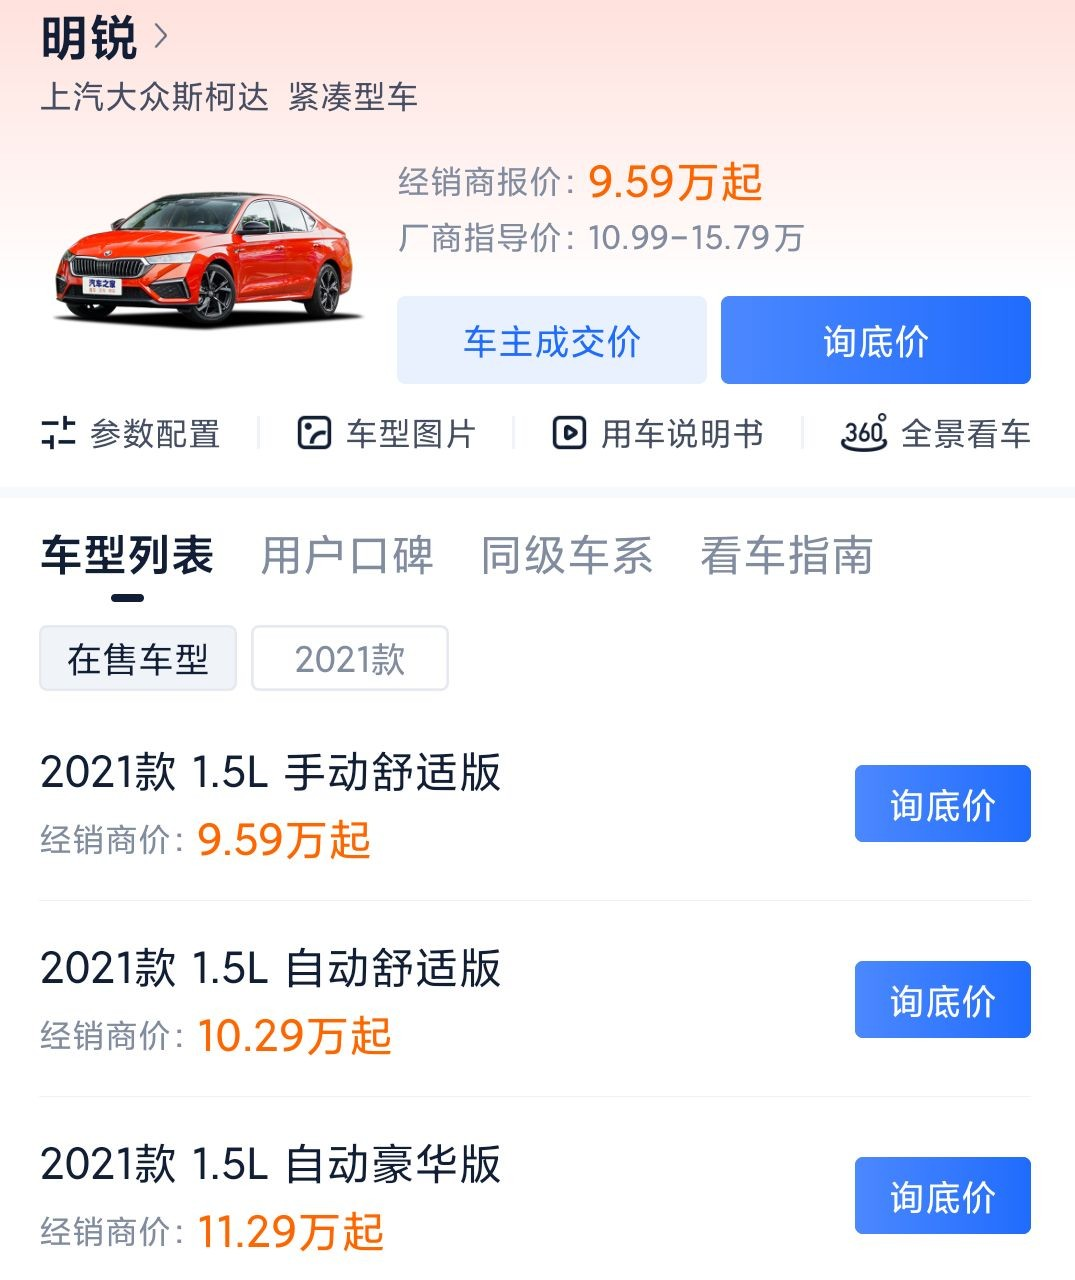 明锐
上汽大众斯柯达 紧凑型车
汽车之家
经销商报价: 9.59万起
厂商指导价: 10.99-15.79万
车主成交价 询底价
参数配置 车型图片 用车说明书 360 全景看车
车型列表 用户口碑 同级车系 看车指南
在售车型 2021款
2021款 1.5L 手动舒适版
经销商价: 9.59万起
询底价
2021款 1.5L 自动舒适版
经销商价: 10.29万起
询底价
2021款 1.5L 自动豪华版
经销商价: 11.29万起
询底价